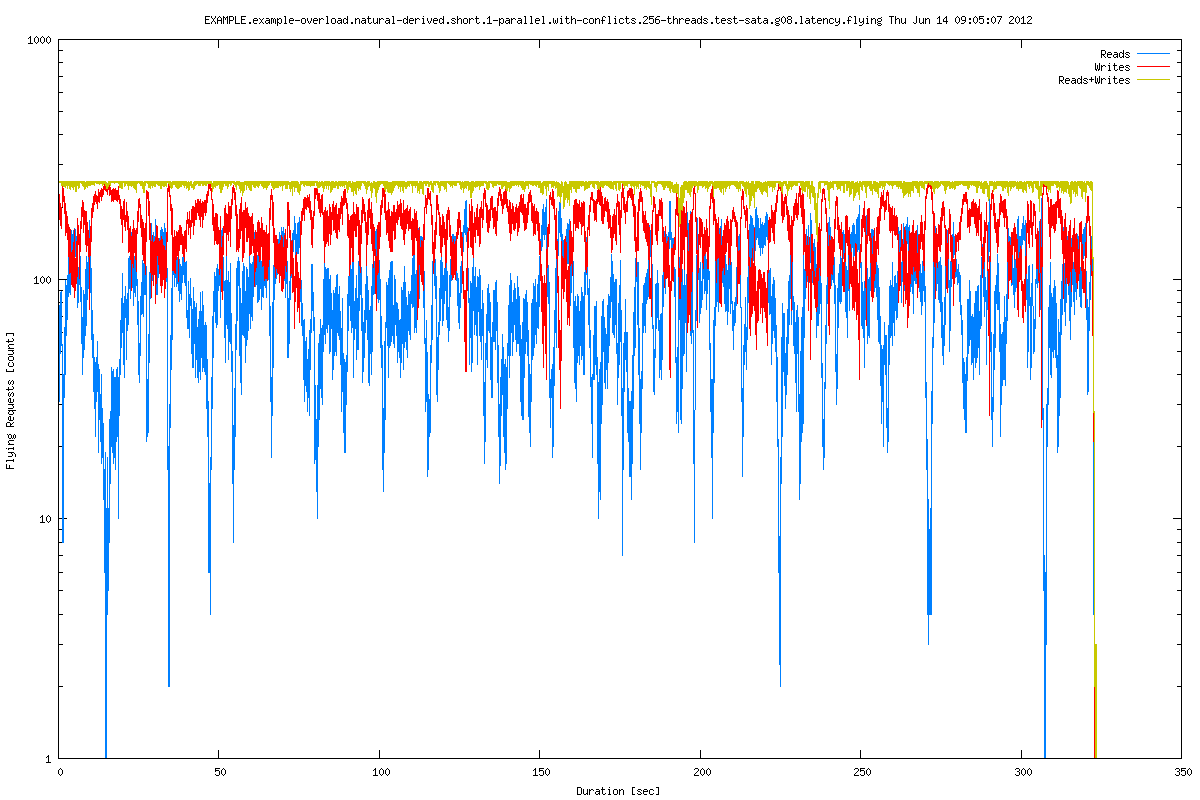 EXAMPLE.example-overload.natural-derived.short.1-parallel.with-conflicts.256-threads.test-sata.g08.latency.flying Thu Jun 14 09:05:07 2012
Reads
Writes
Reads+Writes
1000
100
10
1
Flying Requests [count]
0 50 100 150 200 250 300 350
Duration [sec]